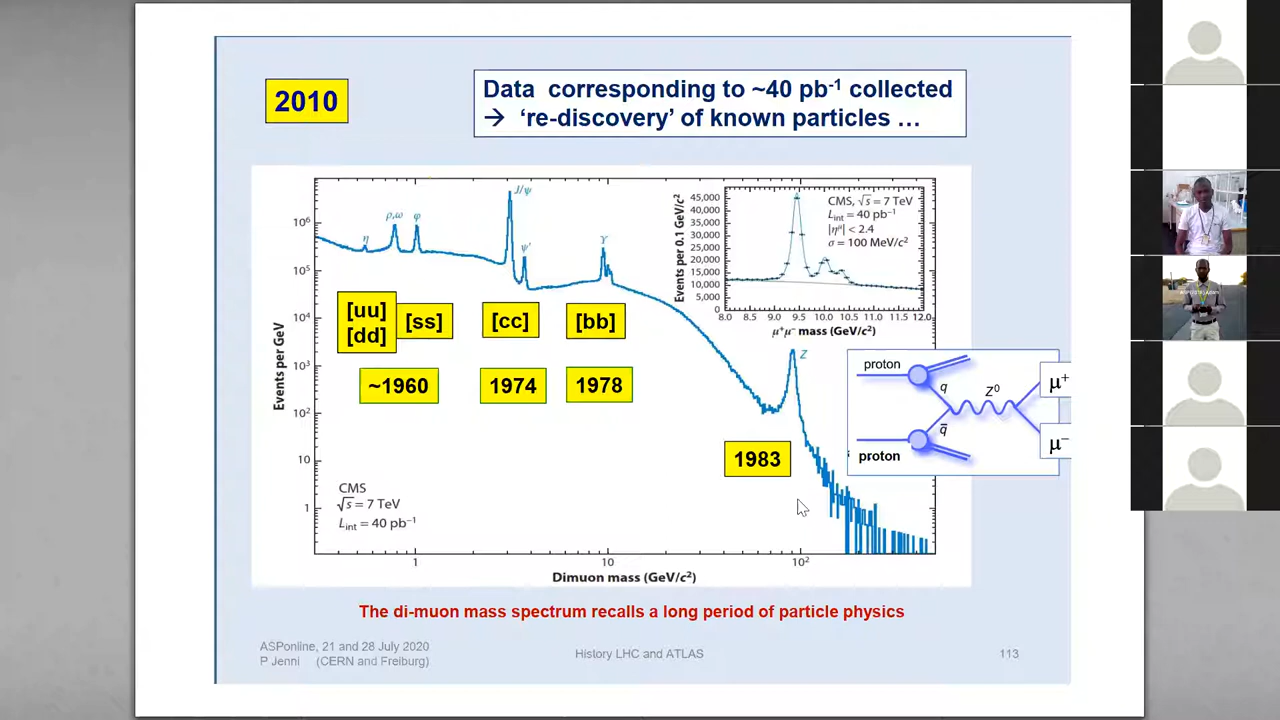 2010
Data corresponding to ~40 pb-1 collected
→ ‘re-discovery’ of known particles …
Events per GeV
10⁶
10⁵
10⁴
10³
10²
10
1
η
ρ,ω
φ
J/ψ
ψ'
ϒ
Z
Events per 0.1 GeV/c²
45,000
40,000
35,000
30,000
25,000
20,000
15,000
10,000
5,000
0
CMS, √s = 7 TeV
Lint = 40 pb⁻¹
|ημ| < 2.4
σ = 100 MeV/c²
8.0 8.5 9.0 9.5 10.0 10.5 11.0 11.5 12.0
μ+μ− mass (GeV/c²)
[uu]
[dd]
[ss]
[cc]
[bb]
~1960
1974
1978
1983
proton
q
Z⁰
μ+
q̄
μ−
proton
CMS
√s = 7 TeV
Lint = 40 pb⁻¹
1 10 10²
Dimuon mass (GeV/c²)
The di-muon mass spectrum recalls a long period of particle physics
ASPonline, 21 and 28 July 2020
P Jenni (CERN and Freiburg)
History LHC and ATLAS
113